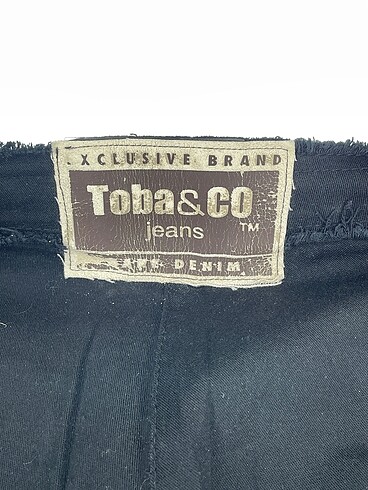 XCLUSIVE BRAND
Toba&CO
jeans ™
DENIM